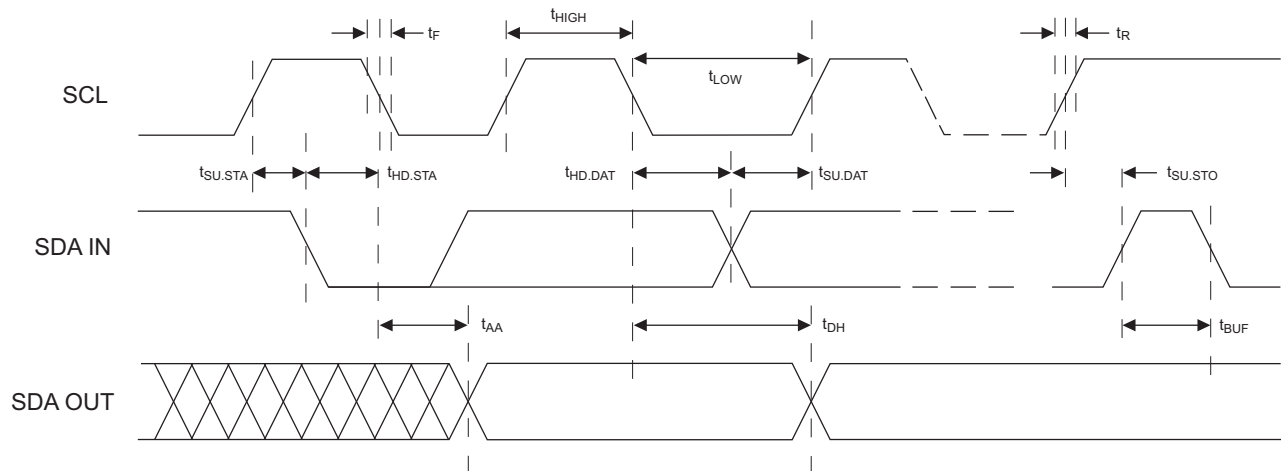 tHIGH
tF
tR
SCL
tLOW
tSU.STA
tHD.STA
tHD.DAT
tSU.DAT
tSU.STO
SDA IN
tAA
tDH
tBUF
SDA OUT